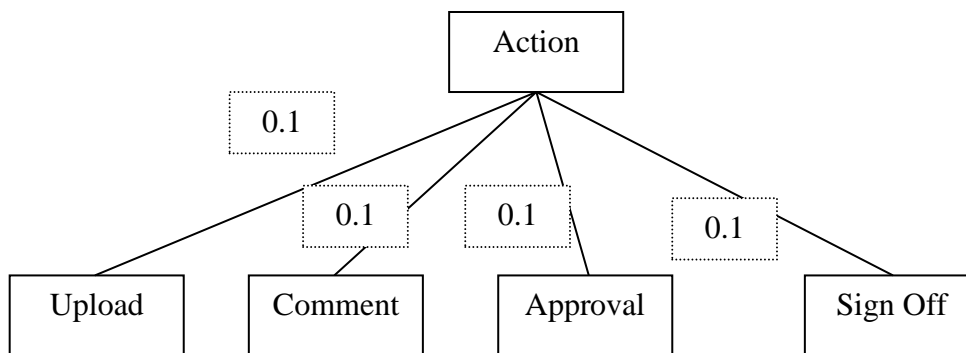 Action
0.1
0.1
0.1
0.1
Upload
Comment
Approval
Sign Off